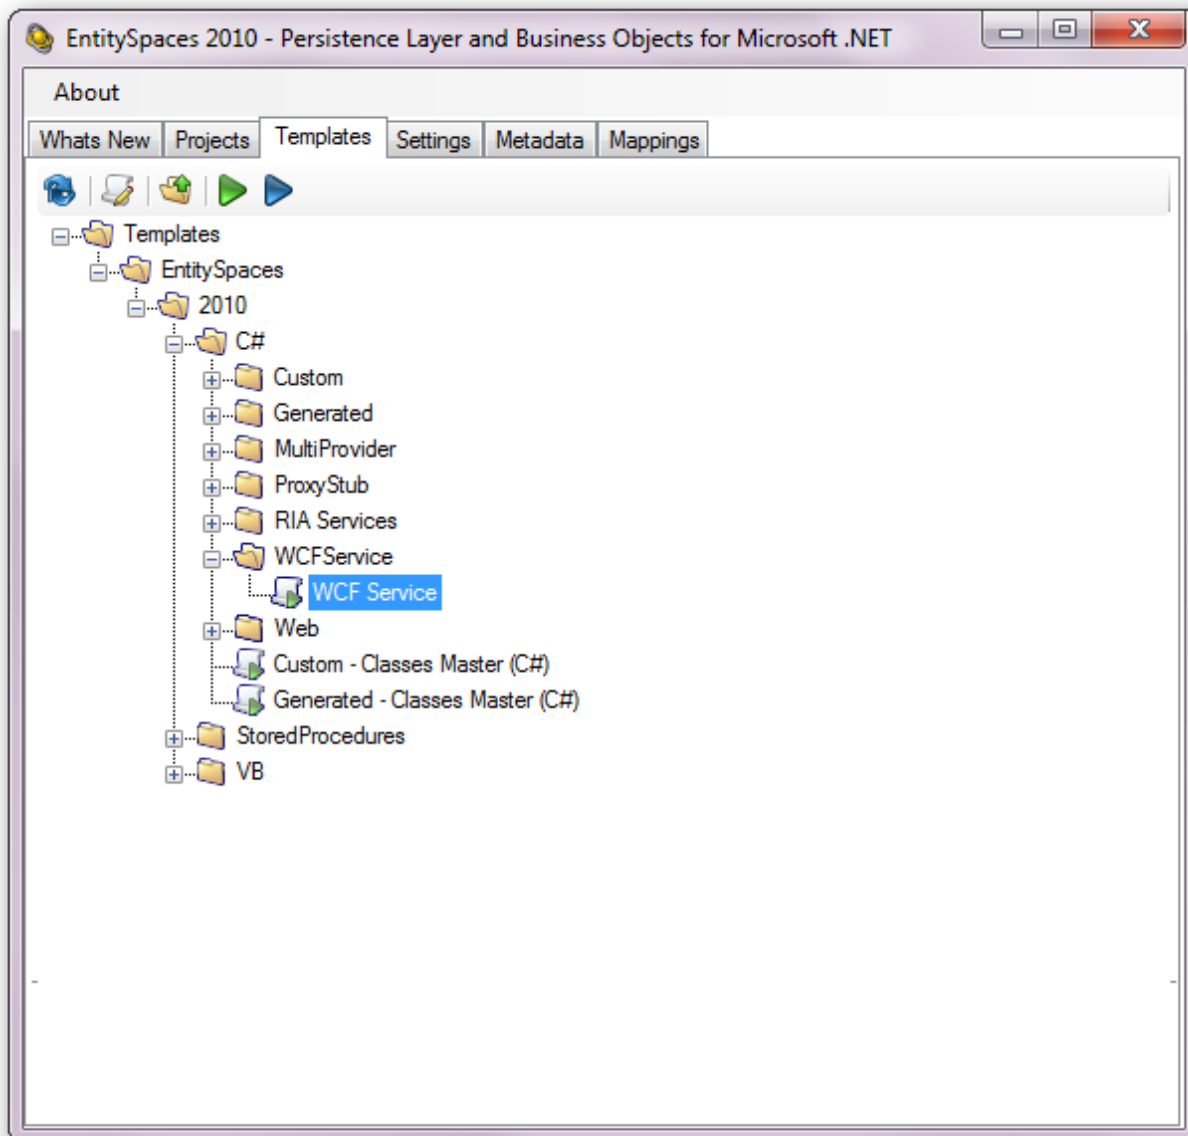 EntitySpaces 2010 - Persistence Layer and Business Objects for Microsoft .NET
About
Whats New Projects Templates Settings Metadata Mappings
Templates
EntitySpaces
2010
C#
Custom
Generated
MultiProvider
ProxyStub
RIA Services
WCFService
WCF Service
Web
Custom - Classes Master (C#)
Generated - Classes Master (C#)
StoredProcedures
VB